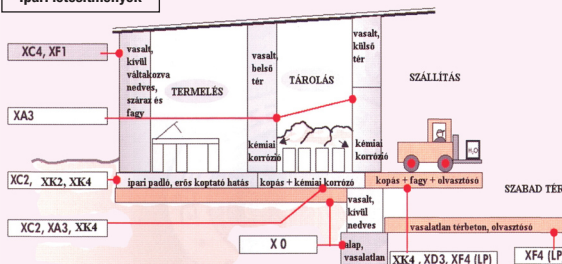 Ipari létesítmények
XC4, XF1
vasalt,
kívül
váltakozva
nedves,
száraz és
fagy
TERMELÉS
vasalt,
belső
tér
TÁROLÁS
vasalt,
külső
tér
SZÁLLÍTÁS
XA3
kémiai
korrózió
kémiai
korrózió
H₂O
XC2, XK2, XK4
ipari padló, erős koptató hatás
kopás + kémiai korrózó
kopás + fagy + olvasztósó
SZABAD TÉR
XC2, XA3, XK4
vasalt,
kívül
nedves
vasalatlan térbeton, olvasztósó
X 0
alap,
vasalatlan
XK4 , XD3, XF4 (LP)
XF4 (LP